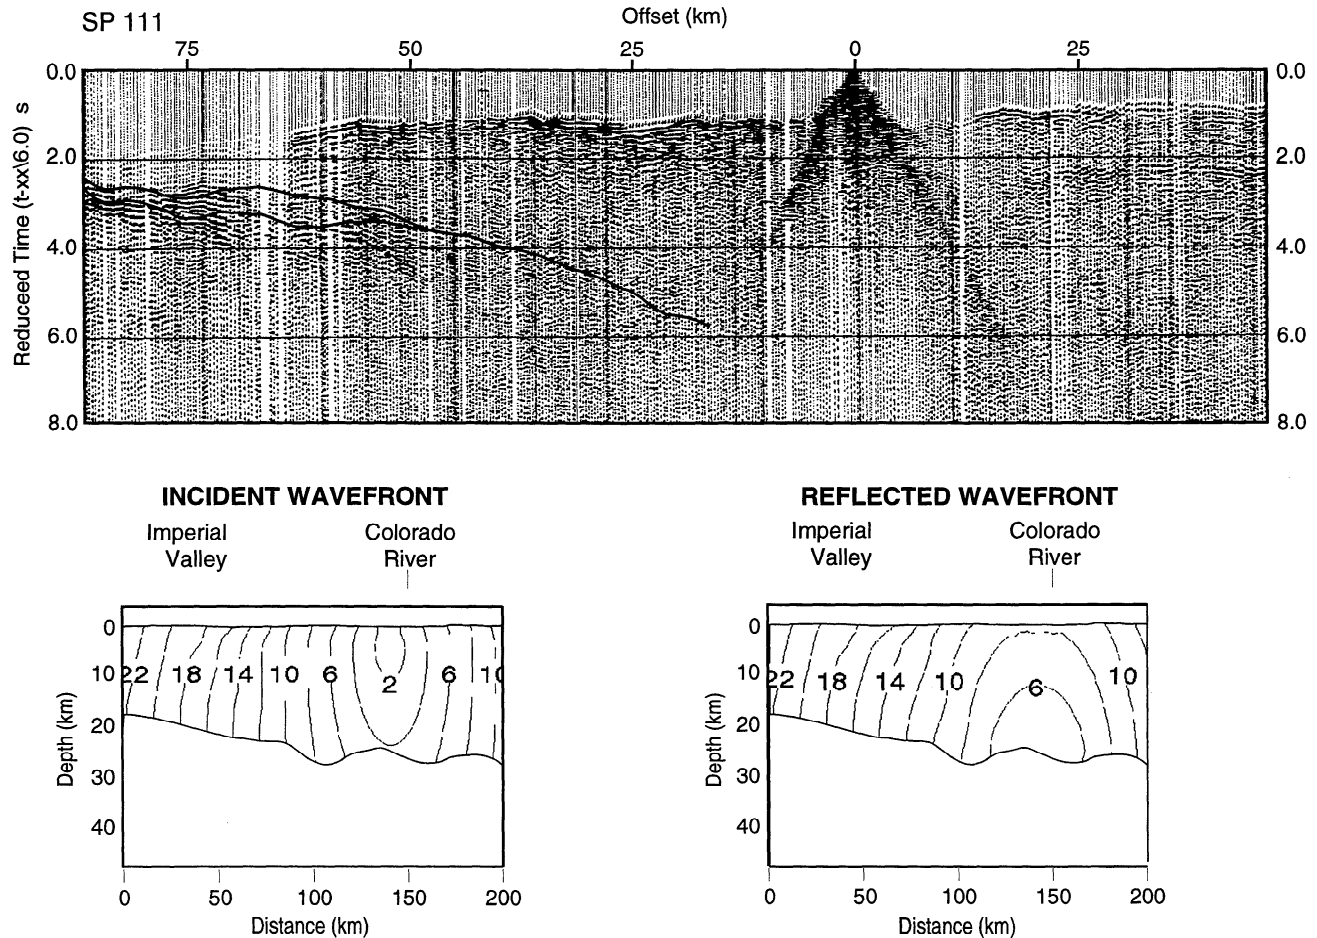 SP 111
Offset (km)
75 50 25 0 25
0.0 0.0
2.0 2.0
4.0 4.0
6.0 6.0
8.0 8.0
Reduceed Time (t-xx\6.0) s
INCIDENT WAVEFRONT
Imperial Valley
Colorado River
0
10
20
30
40
Depth (km)
22 18 14 10 6 2 6 10
0 50 100 150 200
Distance (km)
REFLECTED WAVEFRONT
Imperial Valley
Colorado River
0
10
20
30
40
Depth (km)
22 18 14 10 6 10
0 50 100 150 200
Distance (km)